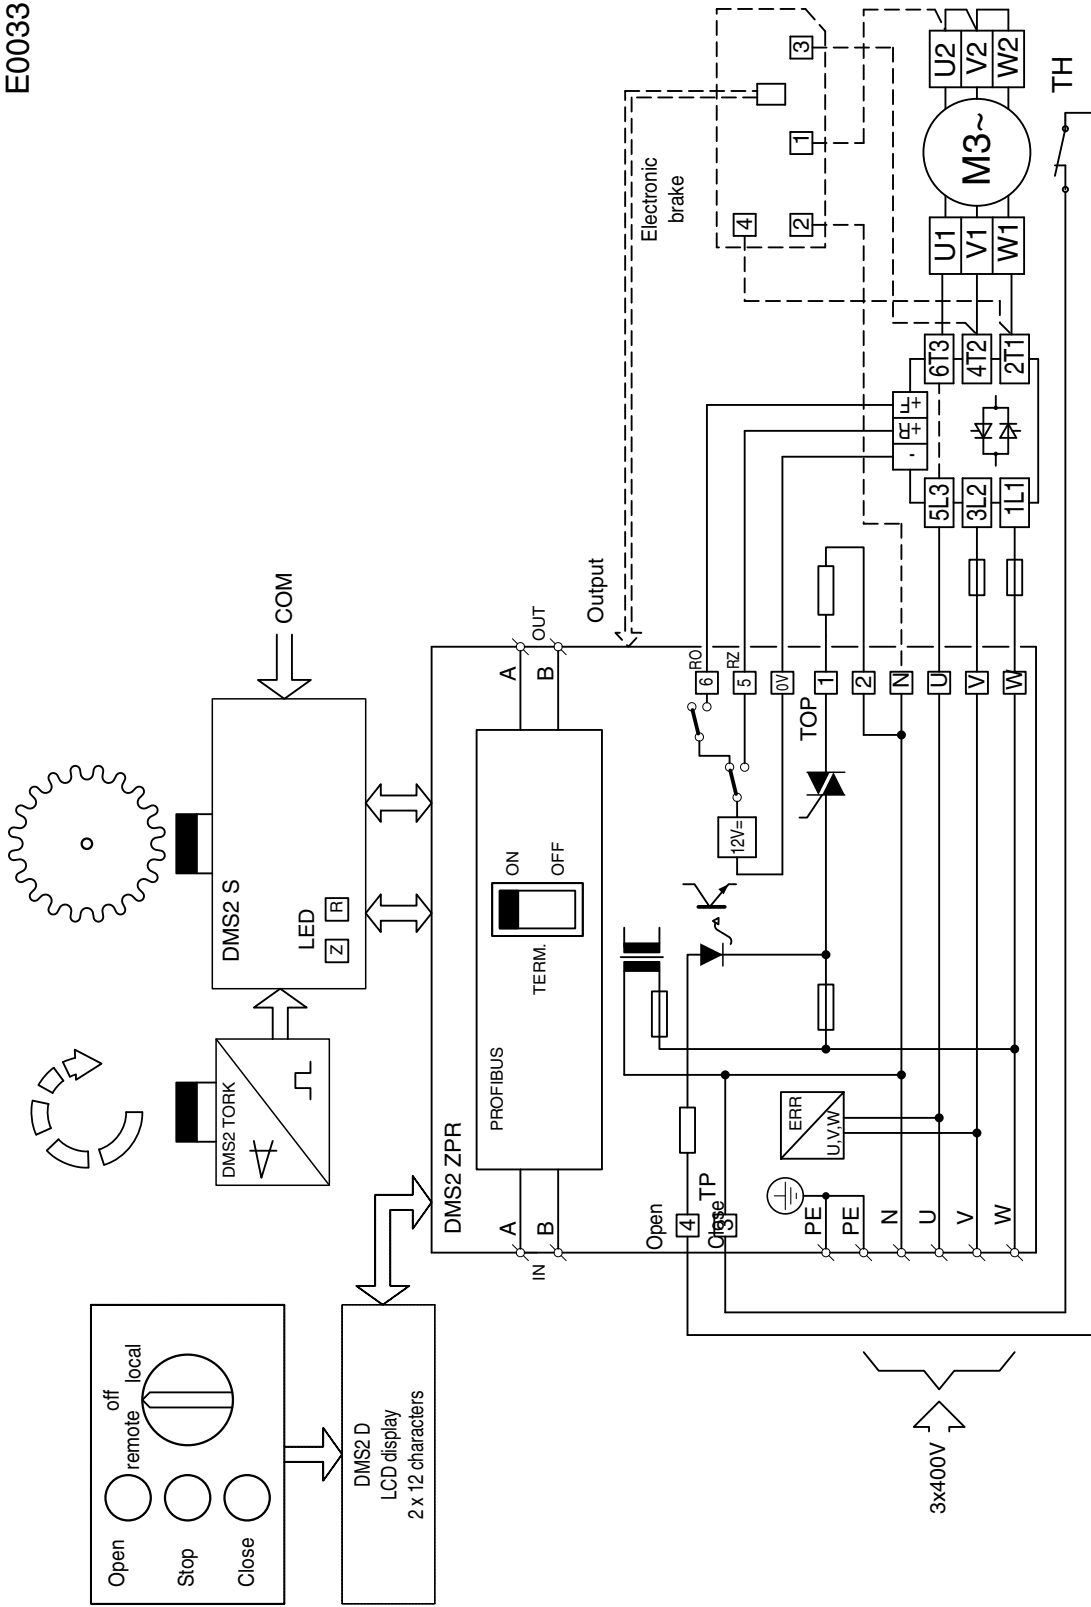 E0033
Open
Stop
Close
remote
off
local
DMS2 D
LCD display
2 x 12 characters
DMS2 TORK
DMS2 S
LED
Z
R
COM
DMS2 ZPR
IN
A
B
PROFIBUS
TERM.
ON
OFF
A
B
OUT
Output
Electronic
brake
4
2
1
3
Open
4
TP
Close
3
12V=
6
RO
5
RZ
0V
TOP
1
2
N
U
V
W
ERR
U,V,W
PE
PE
N
U
V
W
3x400V
-
+R
+F
5L3
3L2
1L1
6T3
4T2
2T1
U1
V1
W1
M3~
U2
V2
W2
TH